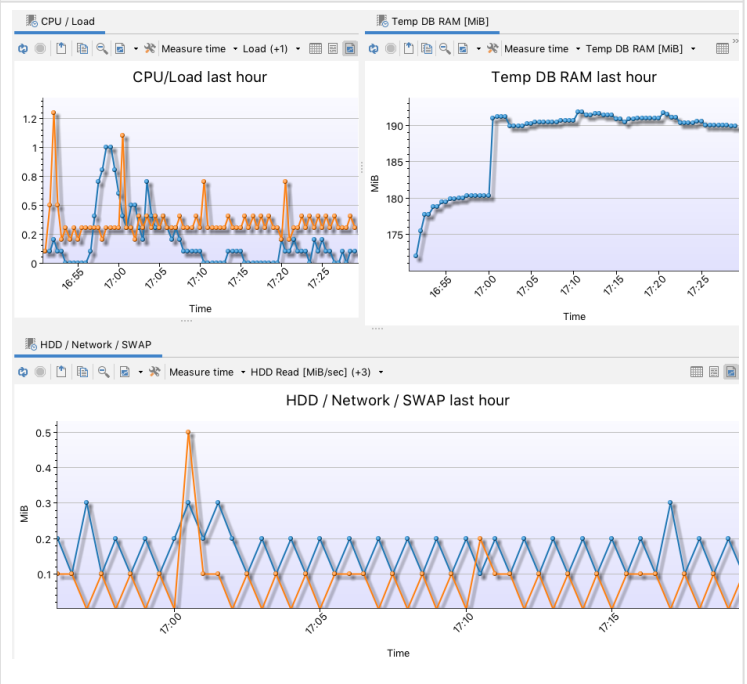 CPU / Load
Measure time Load (+1)
CPU/Load last hour
1.2
1
0.8
0.5
0.2
0
16:55 17:00 17:05 17:10 17:15 17:20 17:25
Time
Temp DB RAM [MiB]
Measure time Temp DB RAM [MiB]
Temp DB RAM last hour
190
185
180
175
MiB
16:55 17:00 17:05 17:10 17:15 17:20 17:25
Time
HDD / Network / SWAP
Measure time HDD Read [MiB/sec] (+3)
HDD / Network / SWAP last hour
0.5
0.4
0.3
0.2
0.1
MiB
17:00 17:05 17:10 17:15
Time